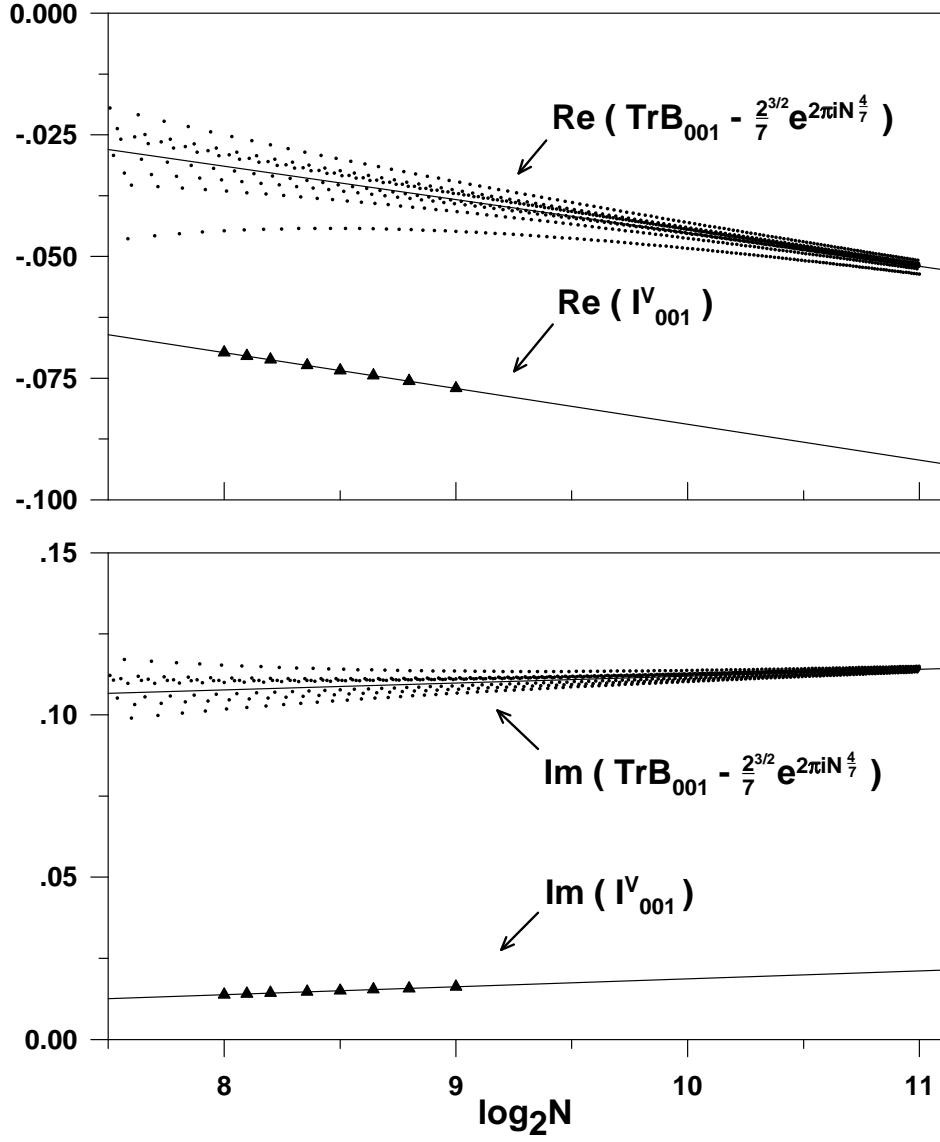 0.000
-.025
-.050
-.075
-.100
Re ( TrB₀₀₁ - 2^{3/2}/7 e^{2πiN 4/7} )
Re ( I^V₀₀₁ )
.15
.10
.05
0.00
Im ( TrB₀₀₁ - 2^{3/2}/7 e^{2πiN 4/7} )
Im ( I^V₀₀₁ )
8 9 10 11
log₂N